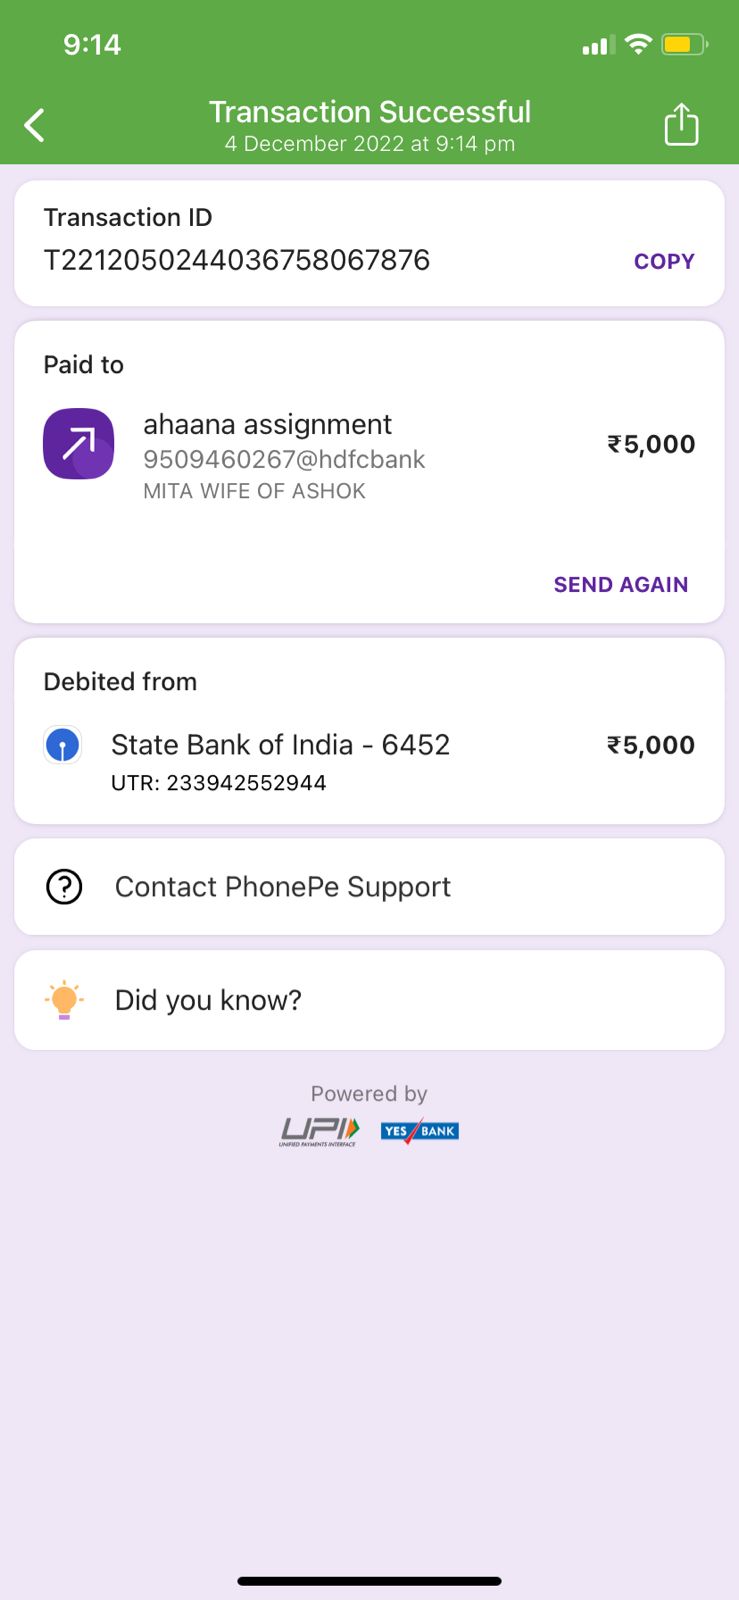 9:14
Transaction Successful
4 December 2022 at 9:14 pm
Transaction ID
T2212050244036758067876
COPY
Paid to
ahaana assignment
₹5,000
9509460267@hdfcbank
MITA WIFE OF ASHOK
SEND AGAIN
Debited from
State Bank of India - 6452
₹5,000
UTR: 233942552944
Contact PhonePe Support
Did you know?
Powered by
UPI
UNIFIED PAYMENTS INTERFACE
YES BANK